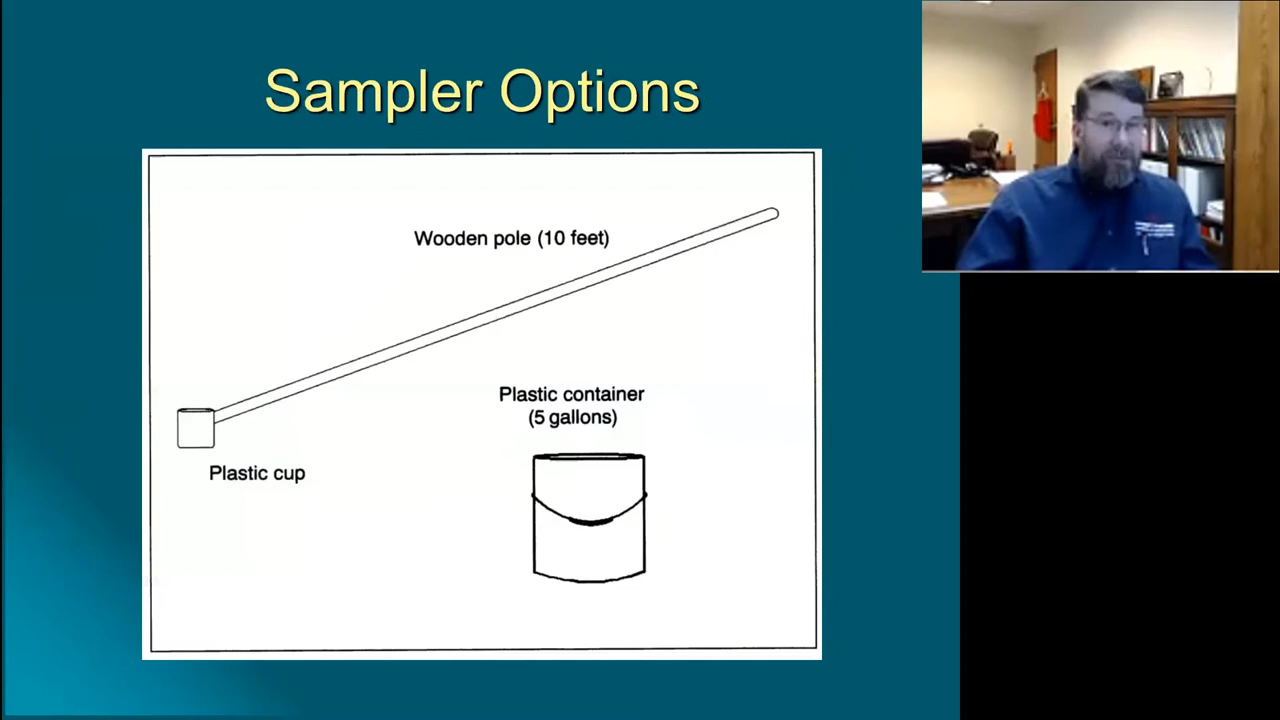 Sampler Options
Wooden pole (10 feet)
Plastic container
(5 gallons)
Plastic cup